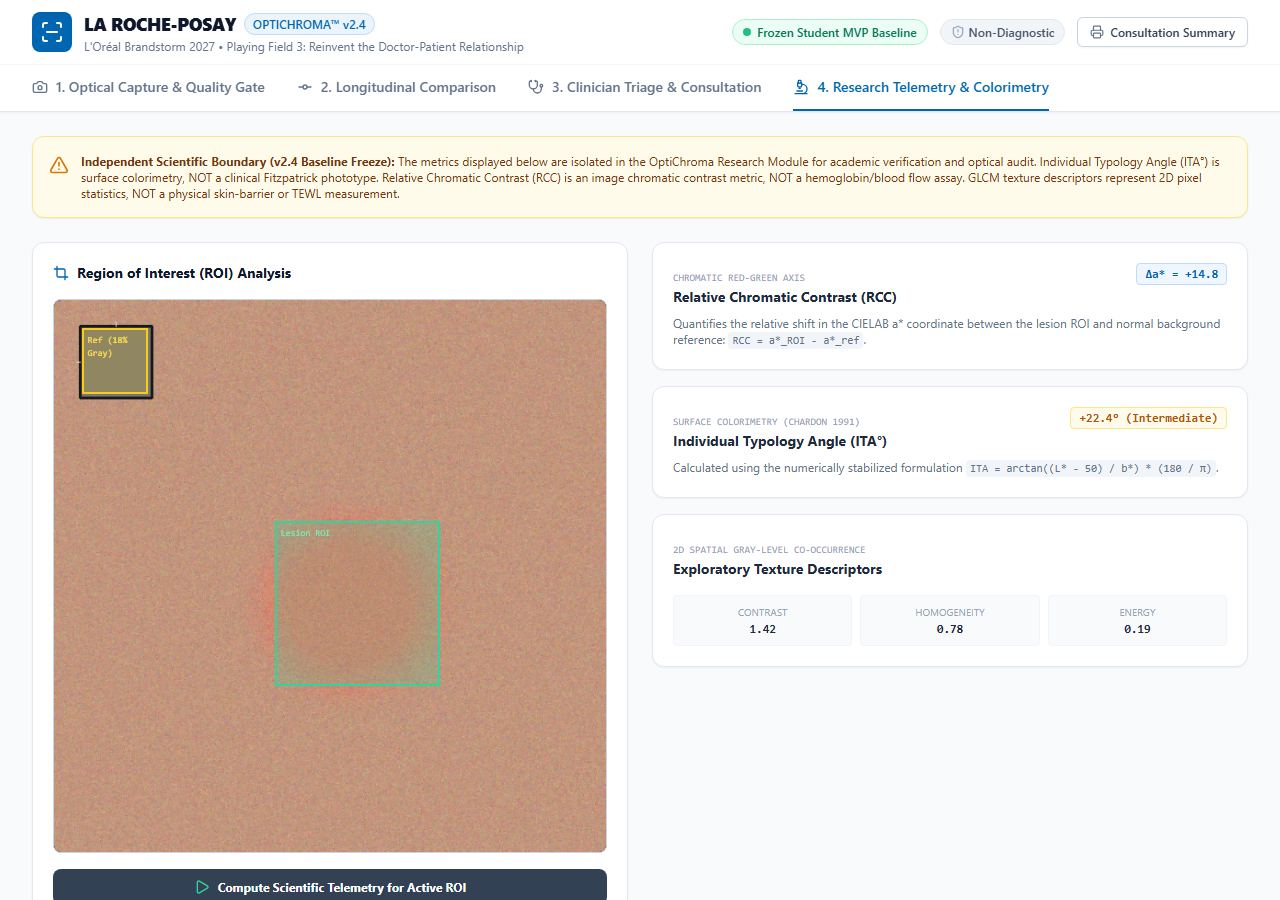 LA ROCHE-POSAY OPTICHROMA™ v2.4
L'Oréal Brandstorm 2027 • Playing Field 3: Reinvent the Doctor-Patient Relationship
Frozen Student MVP Baseline
Non-Diagnostic
Consultation Summary
1. Optical Capture & Quality Gate
2. Longitudinal Comparison
3. Clinician Triage & Consultation
4. Research Telemetry & Colorimetry
Independent Scientific Boundary (v2.4 Baseline Freeze): The metrics displayed below are isolated in the OptiChroma Research Module for academic verification and optical audit. Individual Typology Angle (ITA°) is
surface colorimetry, NOT a clinical Fitzpatrick phototype. Relative Chromatic Contrast (RCC) is an image chromatic contrast metric, NOT a hemoglobin/blood flow assay. GLCM texture descriptors represent 2D pixel
statistics, NOT a physical skin-barrier or TEWL measurement.
Region of Interest (ROI) Analysis
Ref (18%
Gray)
Lesion ROI
Compute Scientific Telemetry for Active ROI
CHROMATIC RED-GREEN AXIS
Δa* = +14.8
Relative Chromatic Contrast (RCC)
Quantifies the relative shift in the CIELAB a* coordinate between the lesion ROI and normal background
reference: RCC = a*_ROI - a*_ref.
SURFACE COLORIMETRY (CHARDON 1991)
+22.4° (Intermediate)
Individual Typology Angle (ITA°)
Calculated using the numerically stabilized formulation ITA = arctan((L* - 50) / b*) * (180 / π).
2D SPATIAL GRAY-LEVEL CO-OCCURRENCE
Exploratory Texture Descriptors
CONTRAST
1.42
HOMOGENEITY
0.78
ENERGY
0.19